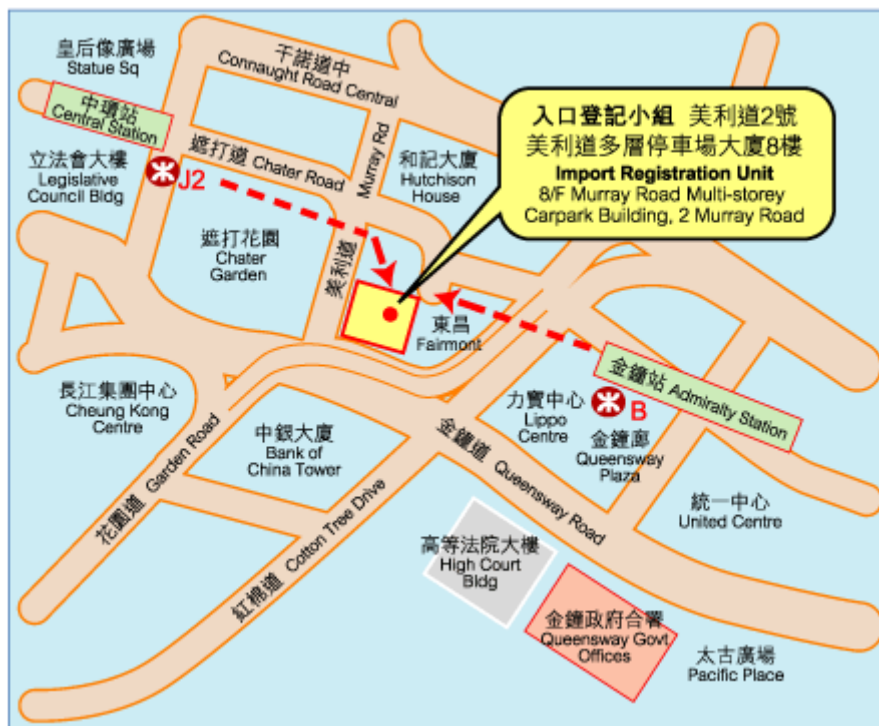 皇后像廣場
Statue Sq
干諾道中
Connaught Road Central
中環站
Central Station
入口登記小組 美利道2號
美利道多層停車場大廈8樓
Import Registration Unit
8/F Murray Road Multi-storey
Carpark Building, 2 Murray Road
遮打道 Chater Road
Murray Rd
和記大廈
Hutchison
House
立法會大樓
Legislative
Council Bldg
J2
遮打花園
Chater
Garden
美利道
東昌
Fairmont
金鐘站 Admiralty Station
長江集團中心
Cheung Kong
Centre
力寶中心
Lippo
Centre
B
金鐘廊
Queensway
Plaza
中銀大廈
Bank of
China Tower
花園道 Garden Road
金鐘道 Queensway Road
統一中心
United Centre
紅棉道 Cotton Tree Drive
高等法院大樓
High Court
Bldg
金鐘政府合署
Queensway Govt
Offices
太古廣場
Pacific Place